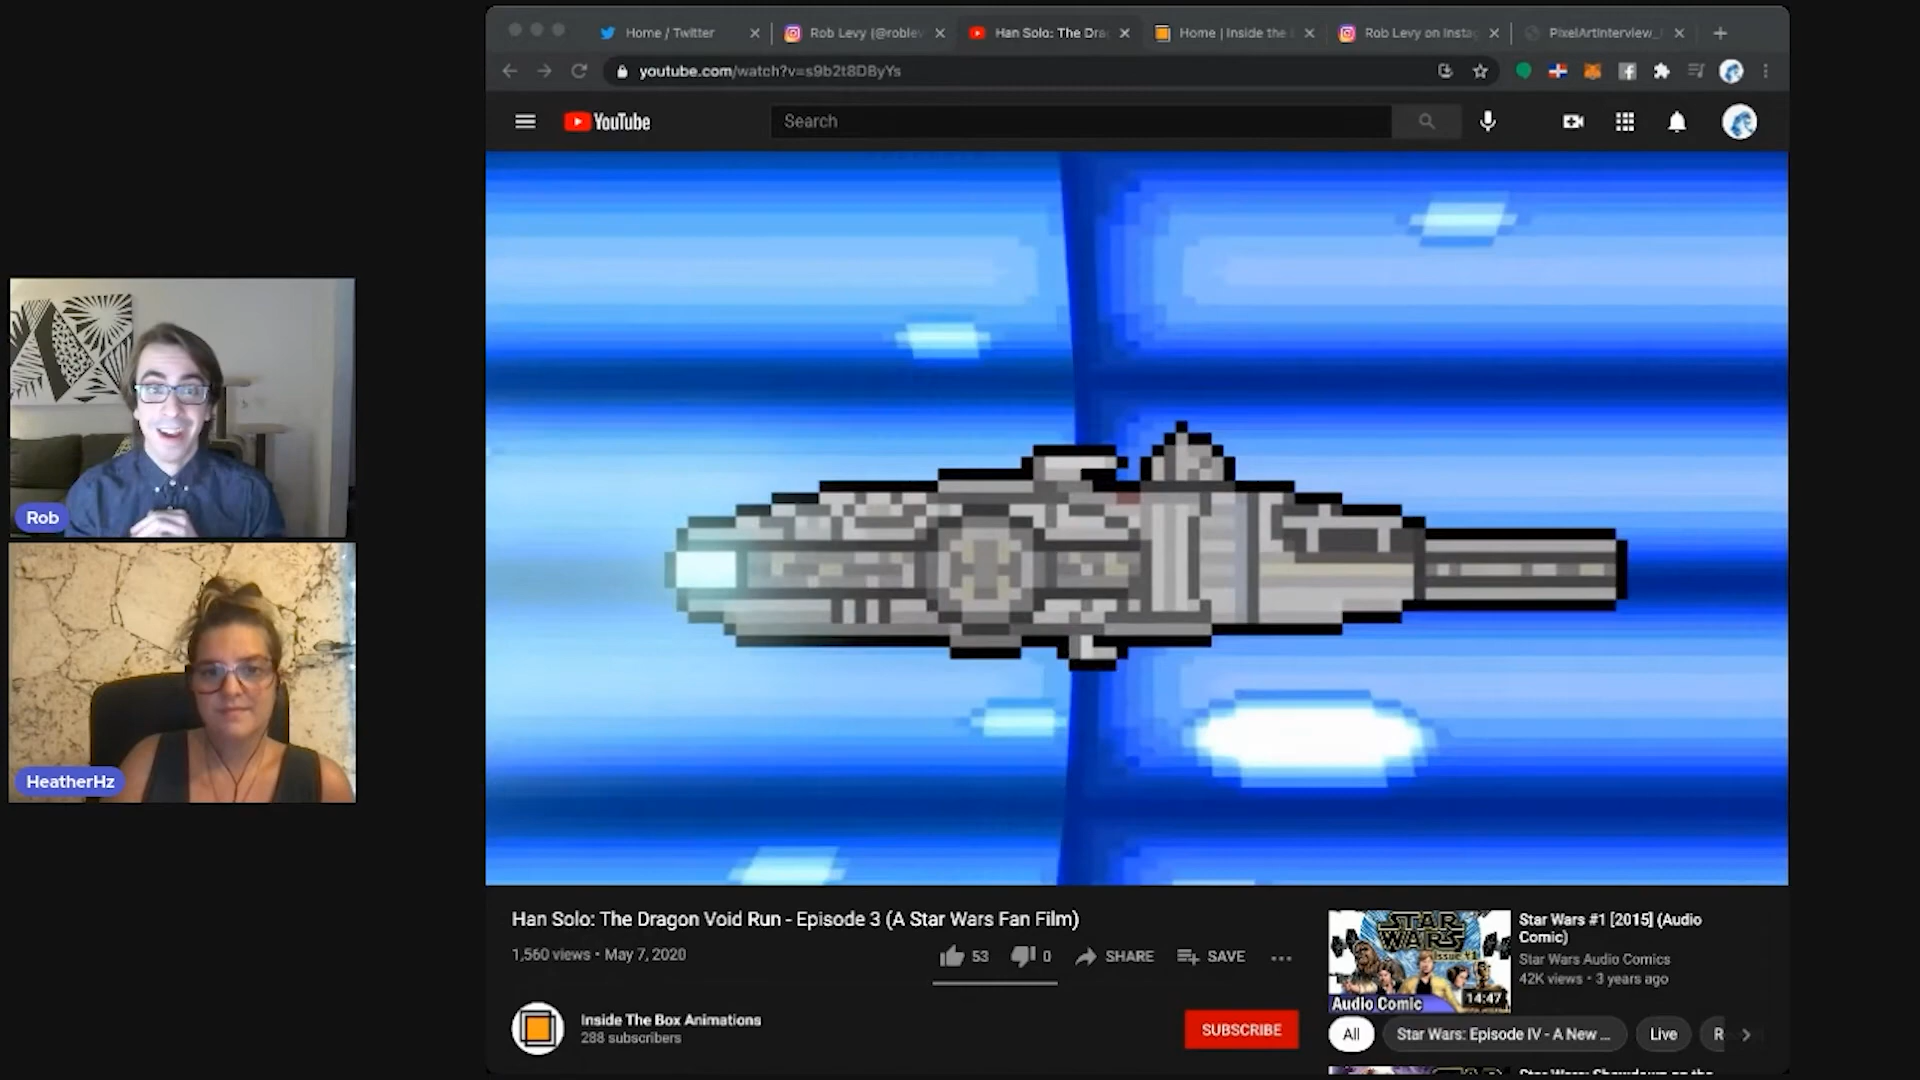 Home / Twitter
Rob Levy (@roblev
Han Solo: The Dra
Home | Inside the
Rob Levy on Insta
PixelArtInterview_
youtube.com/watch?v=s9b2t8DByYs
YouTube
Search
Rob
HeatherHz
Han Solo: The Dragon Void Run - Episode 3 (A Star Wars Fan Film)
1,560 views • May 7, 2020
53
0
SHARE
SAVE
Inside The Box Animations
288 subscribers
SUBSCRIBE
STAR
WARS
Issue #1
Audio Comic
14:47
Star Wars #1 [2015] (Audio
Comic)
Star Wars Audio Comics
42K views • 3 years ago
All
Star Wars: Episode IV - A New ...
Live
R